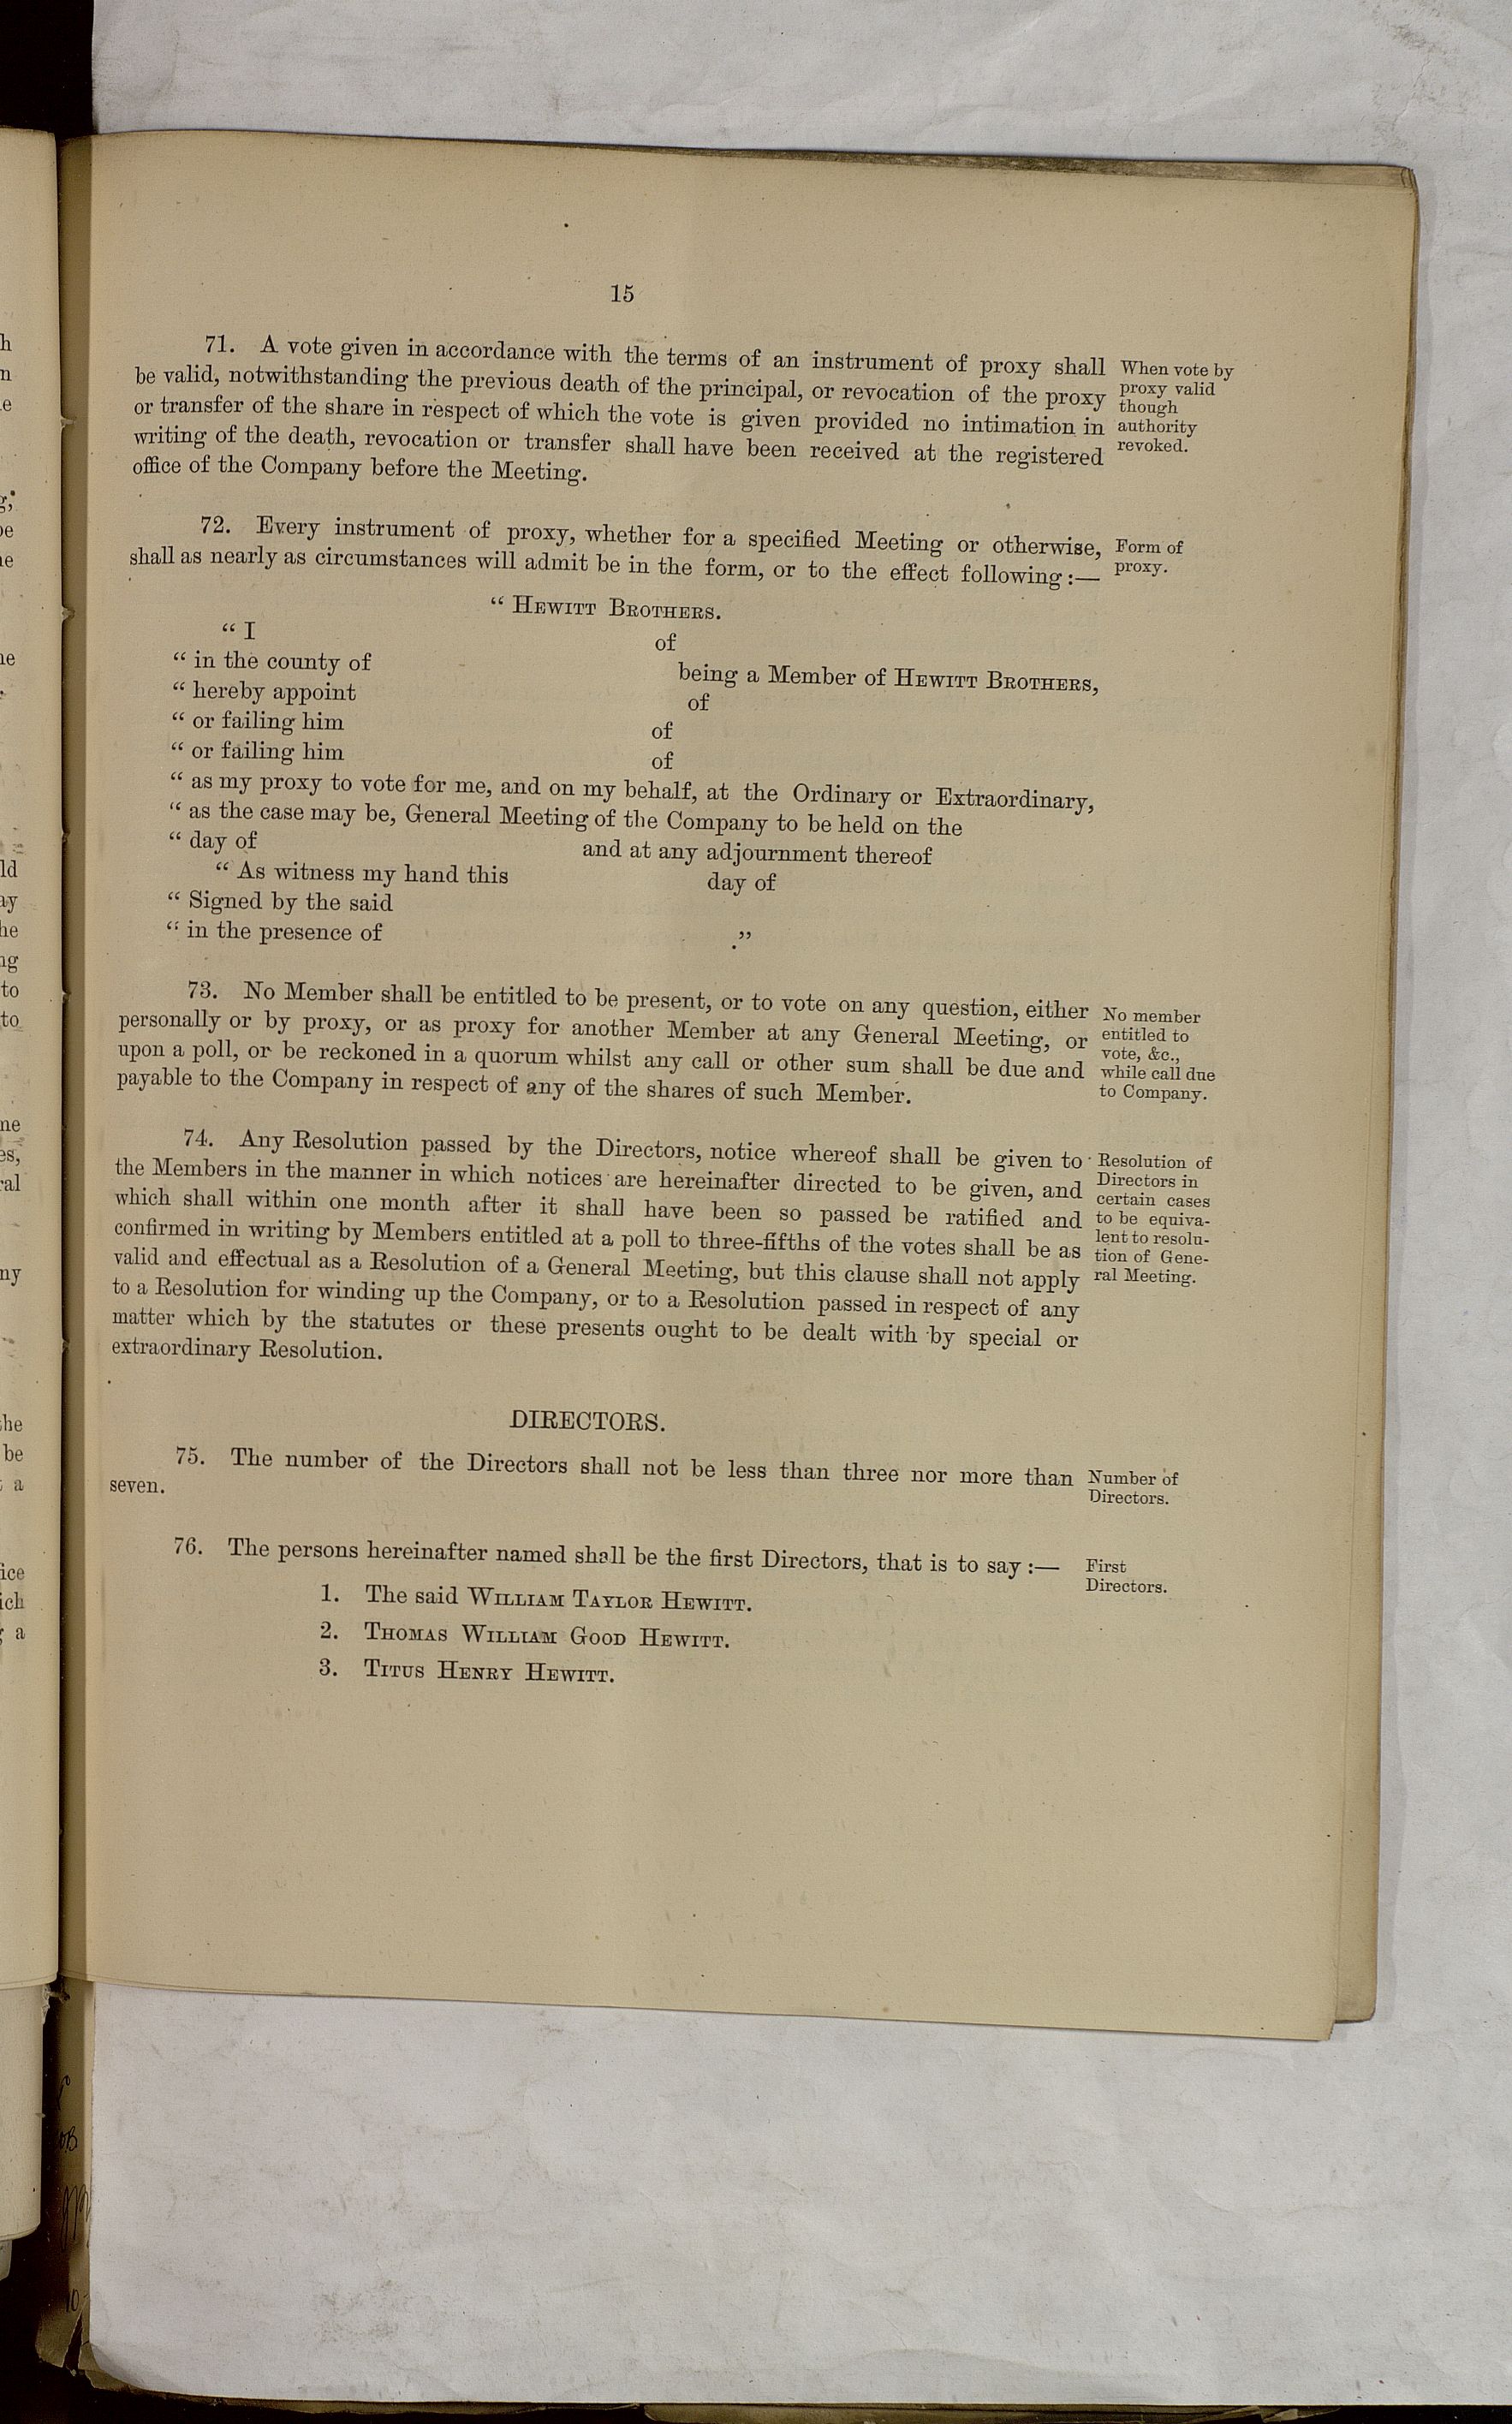 15
71. A vote given in accordance with the terms of an instrument of proxy shall
be valid, notwithstanding the previous death of the principal, or revocation of the proxy
or transfer of the share in respect of which the vote is given provided no intimation in
writing of the death, revocation or transfer shall have been received at the registered
office of the Company before the Meeting.
When vote by
proxy valid
though
authority
revoked.
72. Every instrument of proxy, whether for a specified Meeting or otherwise,
shall as nearly as circumstances will admit be in the form, or to the effect following:—
Form of
proxy.
“ HEWITT BROTHERS.
“ I of
“ in the county of being a Member of HEWITT BROTHERS,
“ hereby appoint of
“ or failing him of
“ or failing him of
“ as my proxy to vote for me, and on my behalf, at the Ordinary or Extraordinary,
“ as the case may be, General Meeting of the Company to be held on the
“ day of and at any adjournment thereof
“ As witness my hand this day of
“ Signed by the said
“ in the presence of .”
73. No Member shall be entitled to be present, or to vote on any question, either
personally or by proxy, or as proxy for another Member at any General Meeting, or
upon a poll, or be reckoned in a quorum whilst any call or other sum shall be due and
payable to the Company in respect of any of the shares of such Member.
No member
entitled to
vote, &c.,
while call due
to Company.
74. Any Resolution passed by the Directors, notice whereof shall be given to
the Members in the manner in which notices are hereinafter directed to be given, and
which shall within one month after it shall have been so passed be ratified and
confirmed in writing by Members entitled at a poll to three-fifths of the votes shall be as
valid and effectual as a Resolution of a General Meeting, but this clause shall not apply
to a Resolution for winding up the Company, or to a Resolution passed in respect of any
matter which by the statutes or these presents ought to be dealt with by special or
extraordinary Resolution.
Resolution of
Directors in
certain cases
to be equiva-
lent to resolu-
tion of Gene-
ral Meeting.
DIRECTORS.
75. The number of the Directors shall not be less than three nor more than
seven.
Number of
Directors.
76. The persons hereinafter named shall be the first Directors, that is to say:—
First
Directors.
1. The said WILLIAM TAYLOR HEWITT.
2. THOMAS WILLIAM GOOD HEWITT.
3. TITUS HENRY HEWITT.